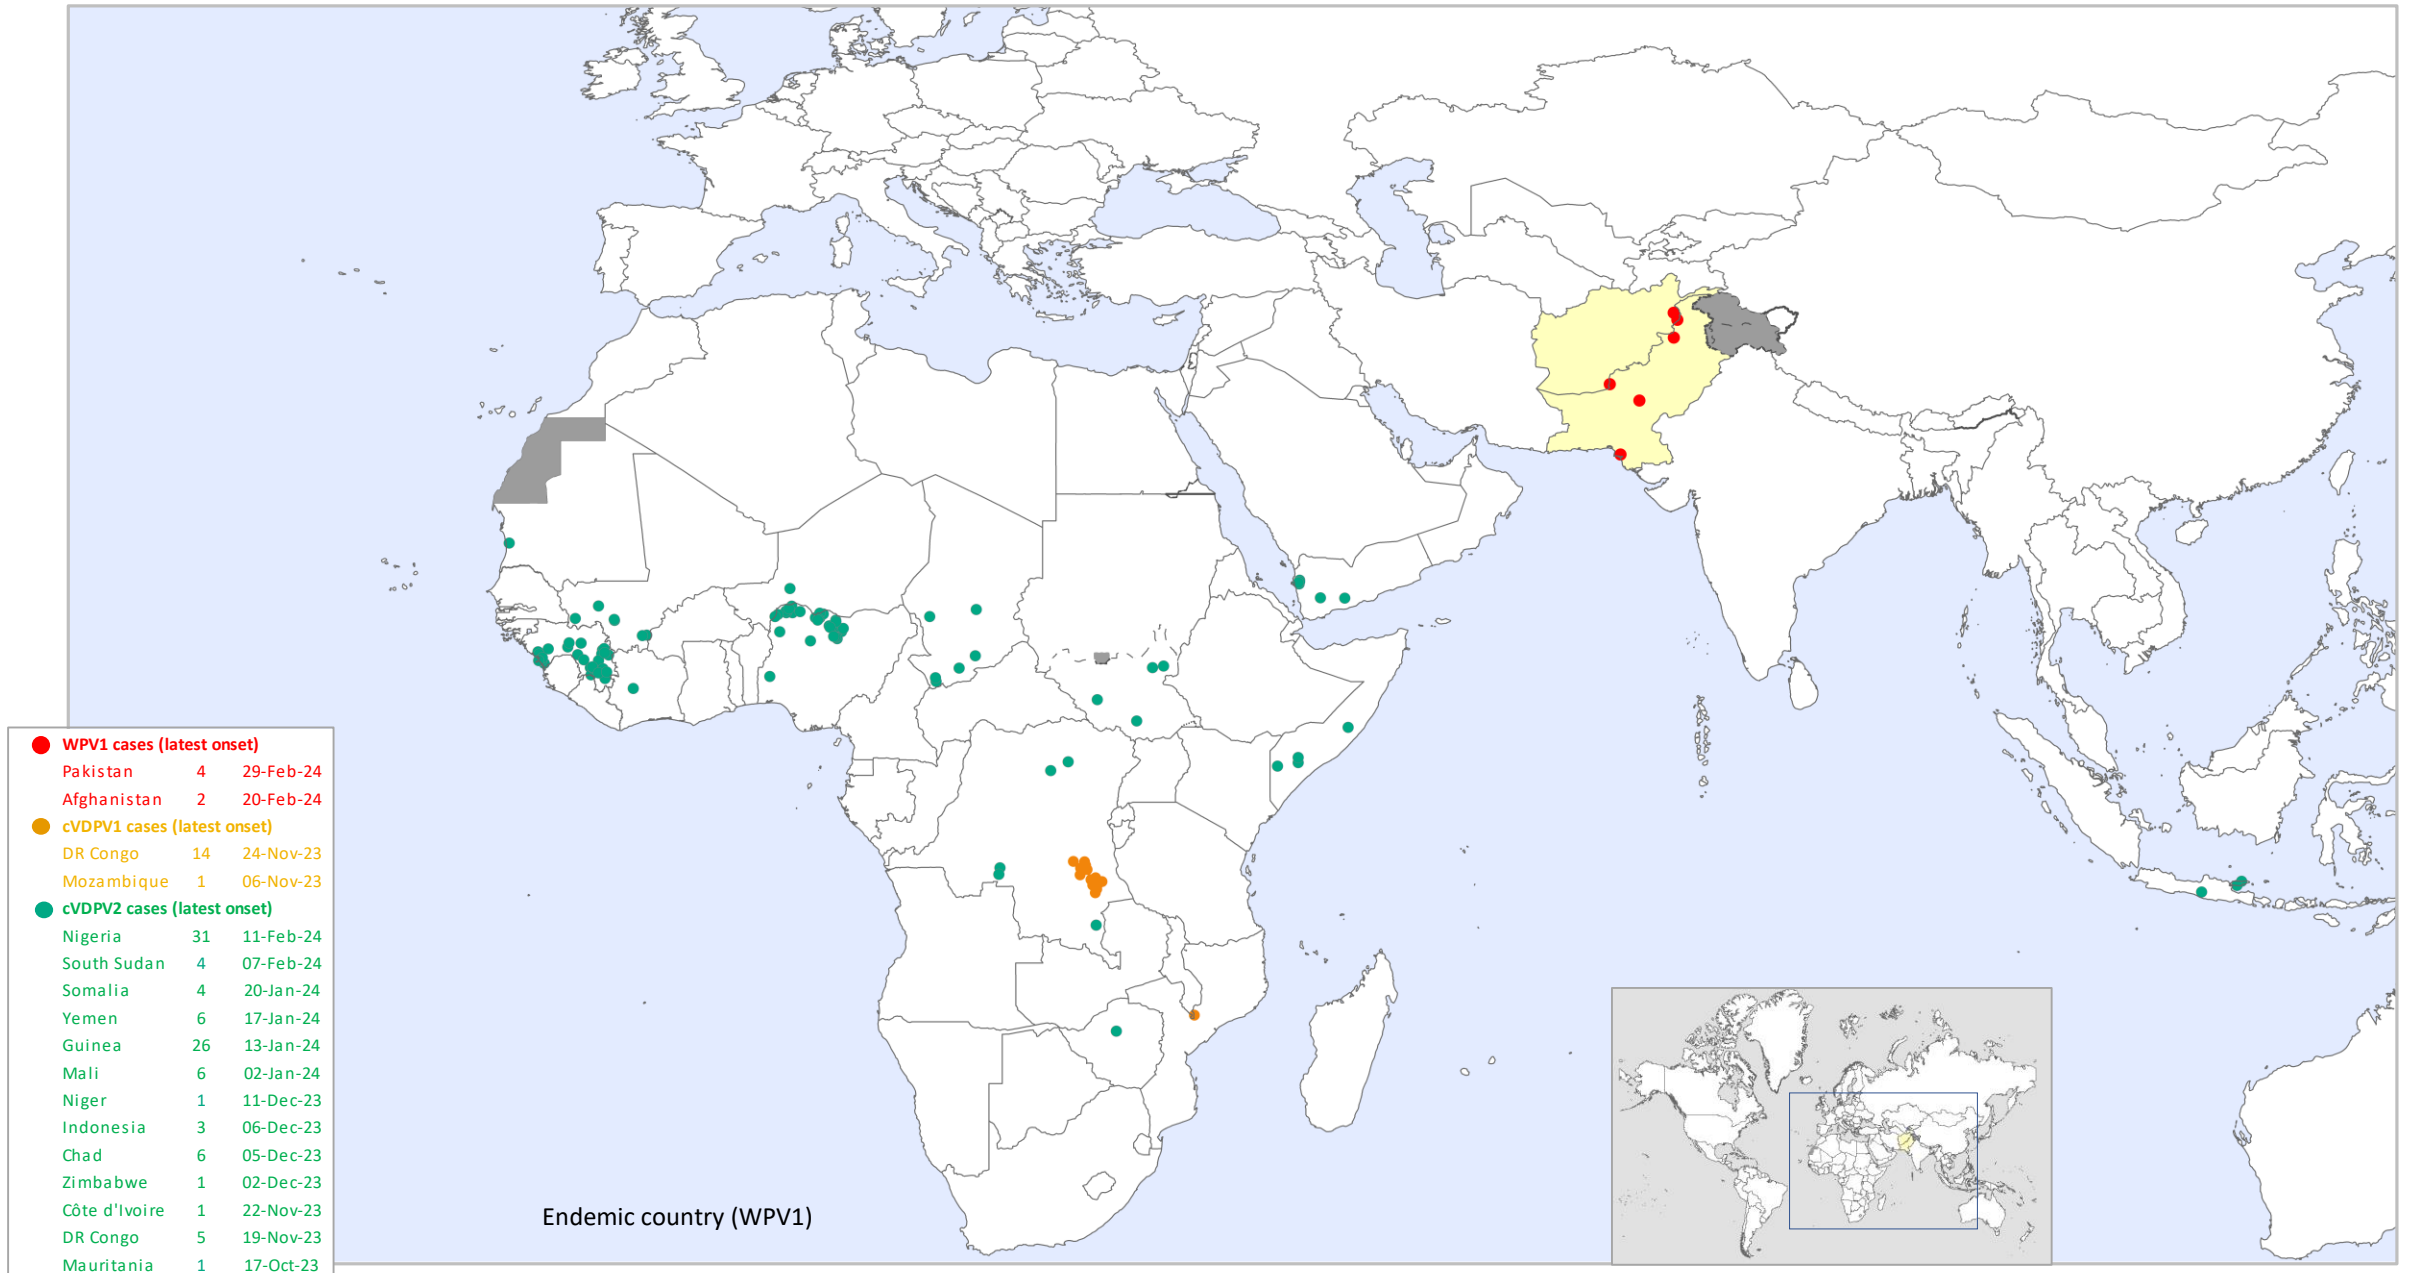 WPV1 cases (latest onset)
Pakistan 4 29-Feb-24
Afghanistan 2 20-Feb-24
cVDPV1 cases (latest onset)
DR Congo 14 24-Nov-23
Mozambique 1 06-Nov-23
cVDPV2 cases (latest onset)
Nigeria 31 11-Feb-24
South Sudan 4 07-Feb-24
Somalia 4 20-Jan-24
Yemen 6 17-Jan-24
Guinea 26 13-Jan-24
Mali 6 02-Jan-24
Niger 1 11-Dec-23
Indonesia 3 06-Dec-23
Chad 6 05-Dec-23
Zimbabwe 1 02-Dec-23
Côte d'Ivoire 1 22-Nov-23
DR Congo 5 19-Nov-23
Mauritania 1 17-Oct-23
Endemic country (WPV1)